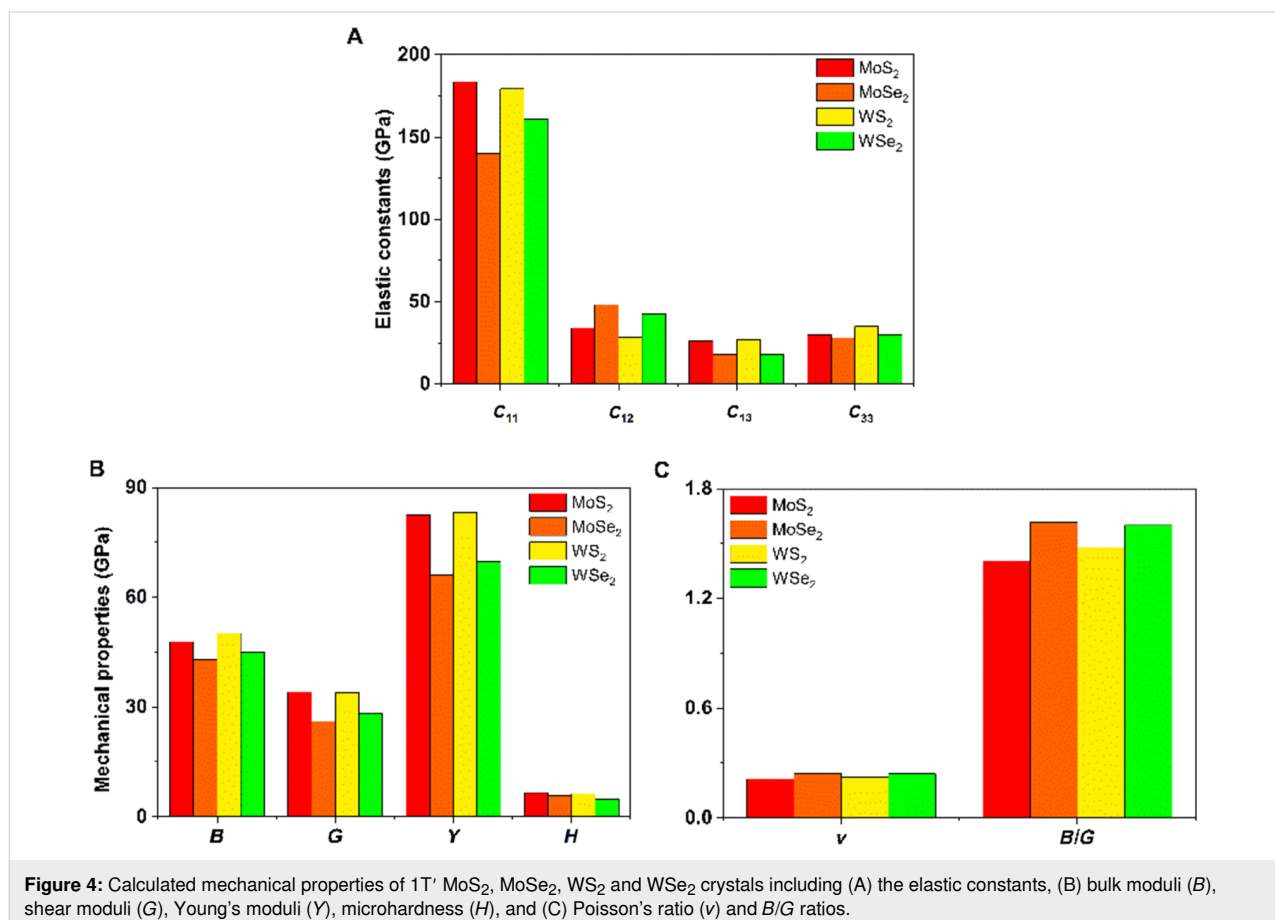 A
Elastic constants (GPa)
200
150
100
50
0
MoS₂
MoSe₂
WS₂
WSe₂
C₁₁ C₁₂ C₁₃ C₃₃
B
Mechanical properties (GPa)
90
60
30
0
MoS₂
MoSe₂
WS₂
WSe₂
B G Y H
C
1.8
1.2
0.6
0.0
MoS₂
MoSe₂
WS₂
WSe₂
v B/G
Figure 4: Calculated mechanical properties of 1T′ MoS₂, MoSe₂, WS₂ and WSe₂ crystals including (A) the elastic constants, (B) bulk moduli (B),
shear moduli (G), Young's moduli (Y), microhardness (H), and (C) Poisson's ratio (v) and B/G ratios.